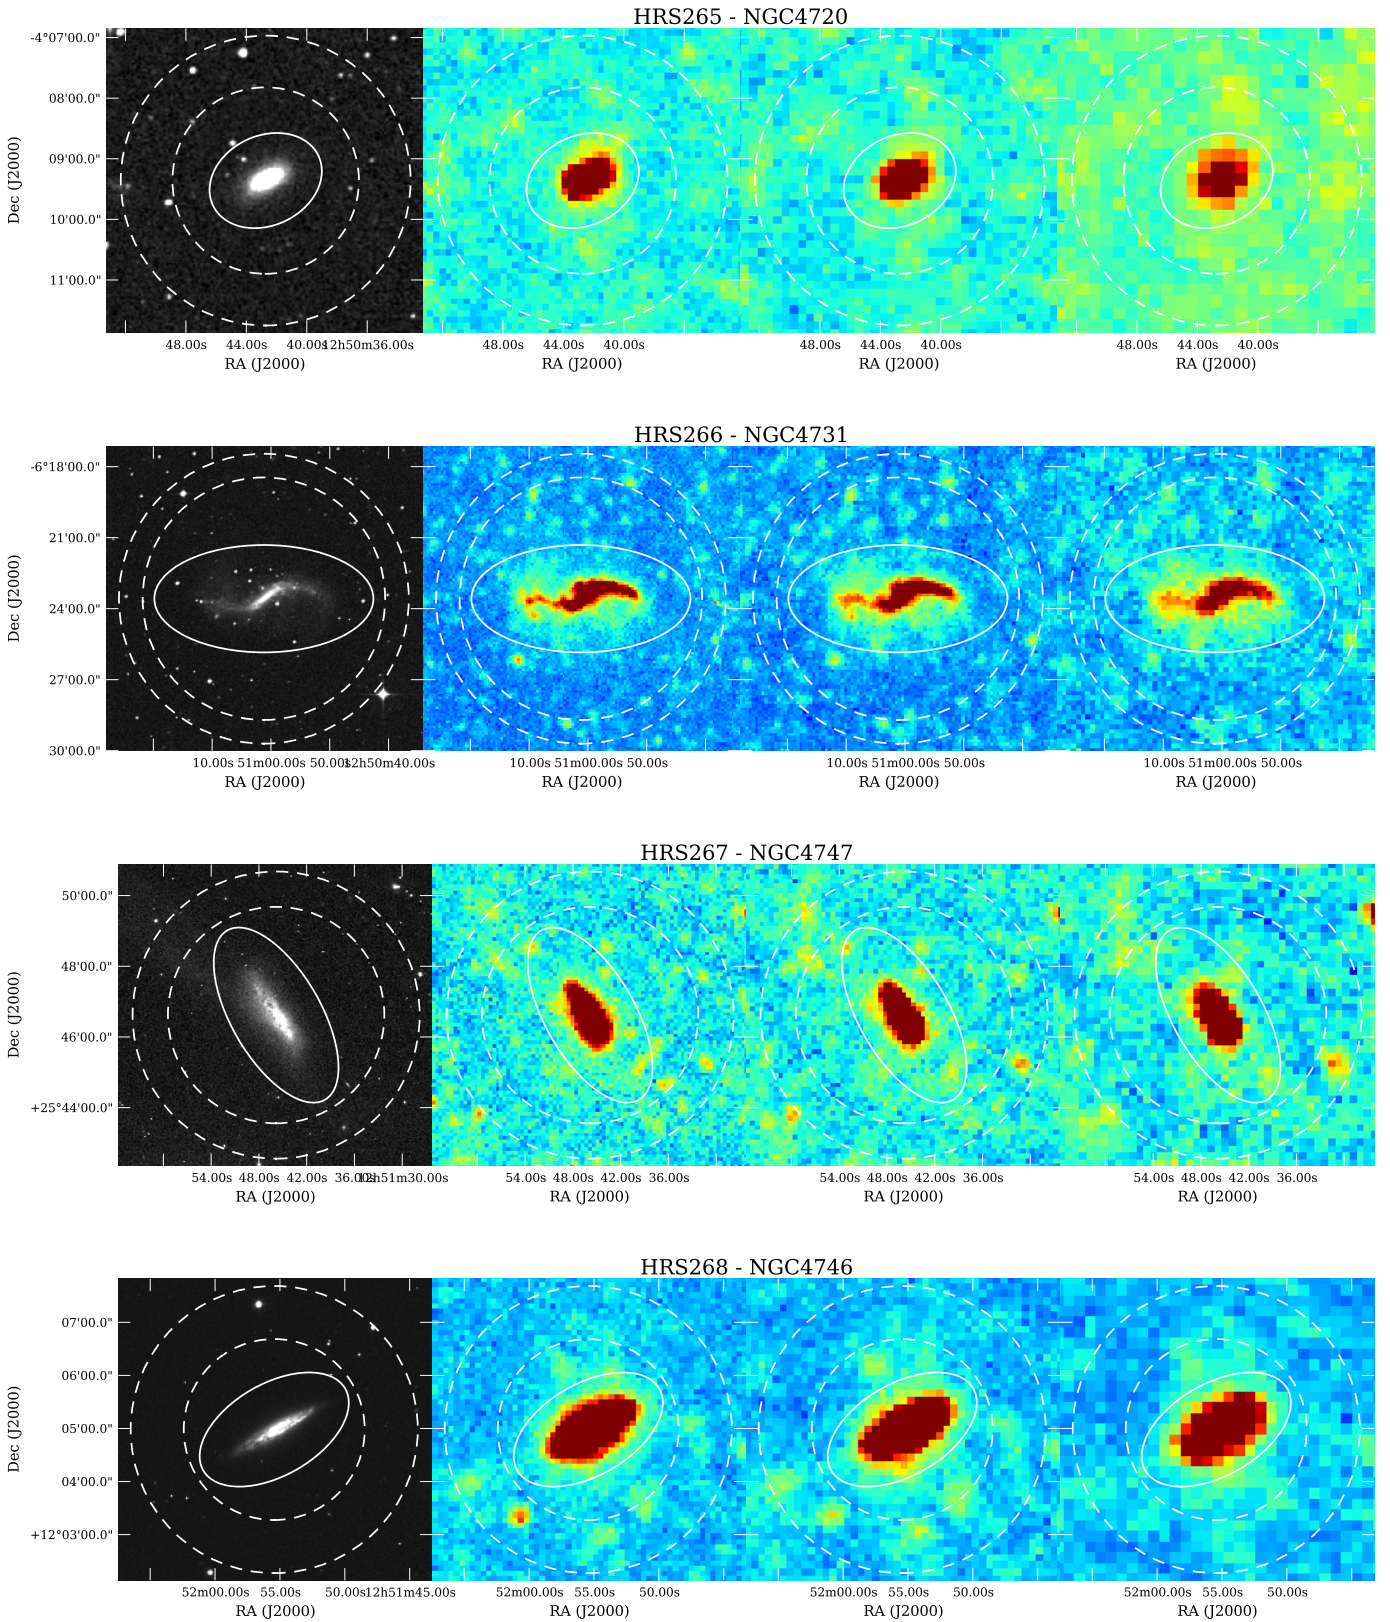 HRS265 - NGC4720
-4°07'00.0"
08'00.0"
09'00.0"
10'00.0"
11'00.0"
Dec (J2000)
48.00s 44.00s 40.00s 12h50m36.00s 48.00s 44.00s 40.00s 48.00s 44.00s 40.00s 48.00s 44.00s 40.00s
RA (J2000) RA (J2000) RA (J2000) RA (J2000)
HRS266 - NGC4731
-6°18'00.0"
21'00.0"
24'00.0"
27'00.0"
30'00.0"
Dec (J2000)
10.00s 51m00.00s 50.00s 12h50m40.00s 10.00s 51m00.00s 50.00s 10.00s 51m00.00s 50.00s 10.00s 51m00.00s 50.00s
RA (J2000) RA (J2000) RA (J2000) RA (J2000)
HRS267 - NGC4747
50'00.0"
48'00.0"
46'00.0"
+25°44'00.0"
Dec (J2000)
54.00s 48.00s 42.00s 36.00s 12h51m30.00s 54.00s 48.00s 42.00s 36.00s 54.00s 48.00s 42.00s 36.00s 54.00s 48.00s 42.00s 36.00s
RA (J2000) RA (J2000) RA (J2000) RA (J2000)
HRS268 - NGC4746
07'00.0"
06'00.0"
05'00.0"
04'00.0"
+12°03'00.0"
Dec (J2000)
52m00.00s 55.00s 50.00s 12h51m45.00s 52m00.00s 55.00s 50.00s 52m00.00s 55.00s 50.00s 52m00.00s 55.00s 50.00s
RA (J2000) RA (J2000) RA (J2000) RA (J2000)